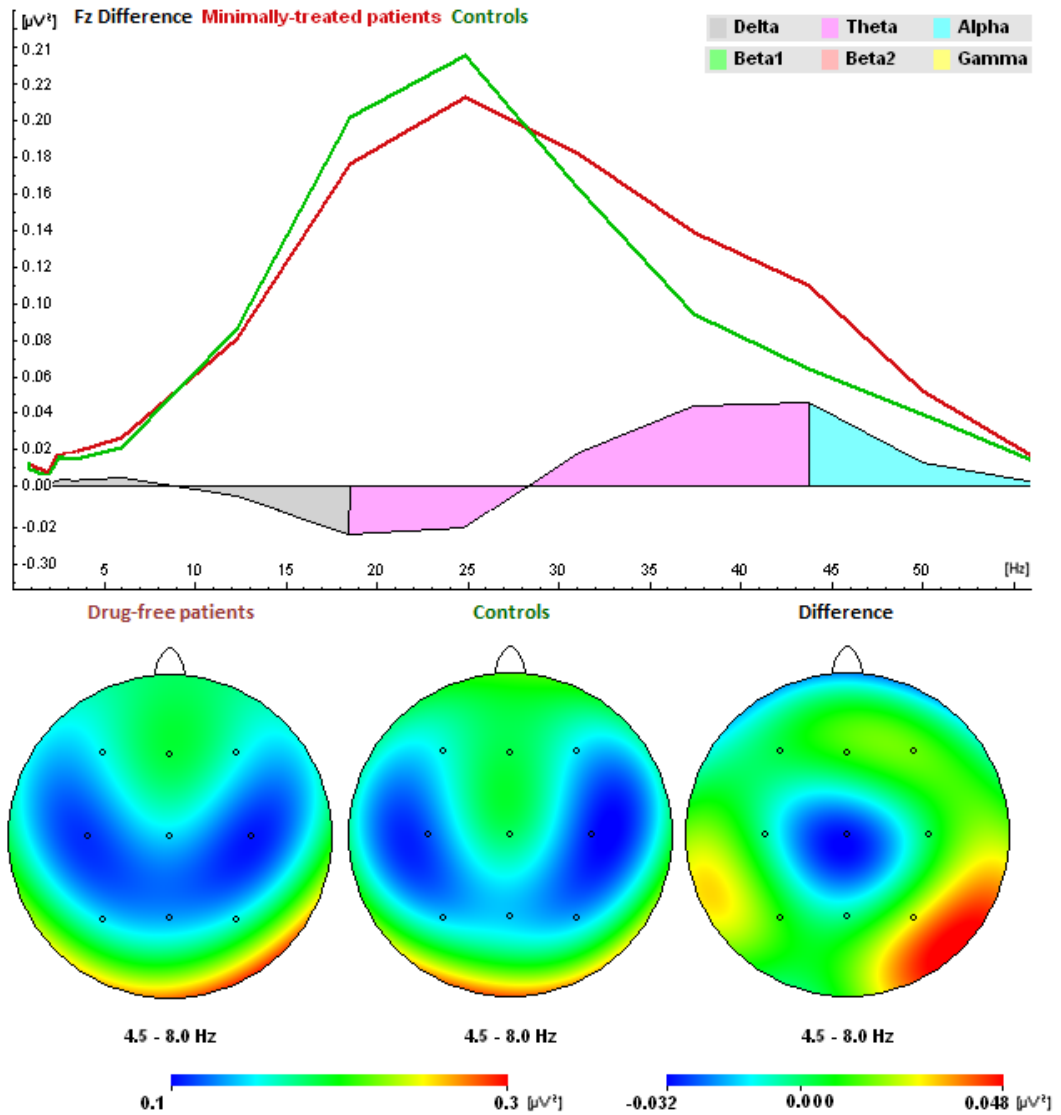 [µV²] Fz Difference Minimally-treated patients Controls
Delta Theta Alpha
Beta1 Beta2 Gamma
0.21
0.22
0.20
0.18
0.16
0.14
0.12
0.10
0.08
0.06
0.04
0.02
0.00
-0.02
-0.30
5 10 15 20 25 30 35 40 45 50 [Hz]
Drug-free patients Controls Difference
4.5 - 8.0 Hz 4.5 - 8.0 Hz 4.5 - 8.0 Hz
0.1 0.3 [µV²] -0.032 0.000 0.048 [µV²]